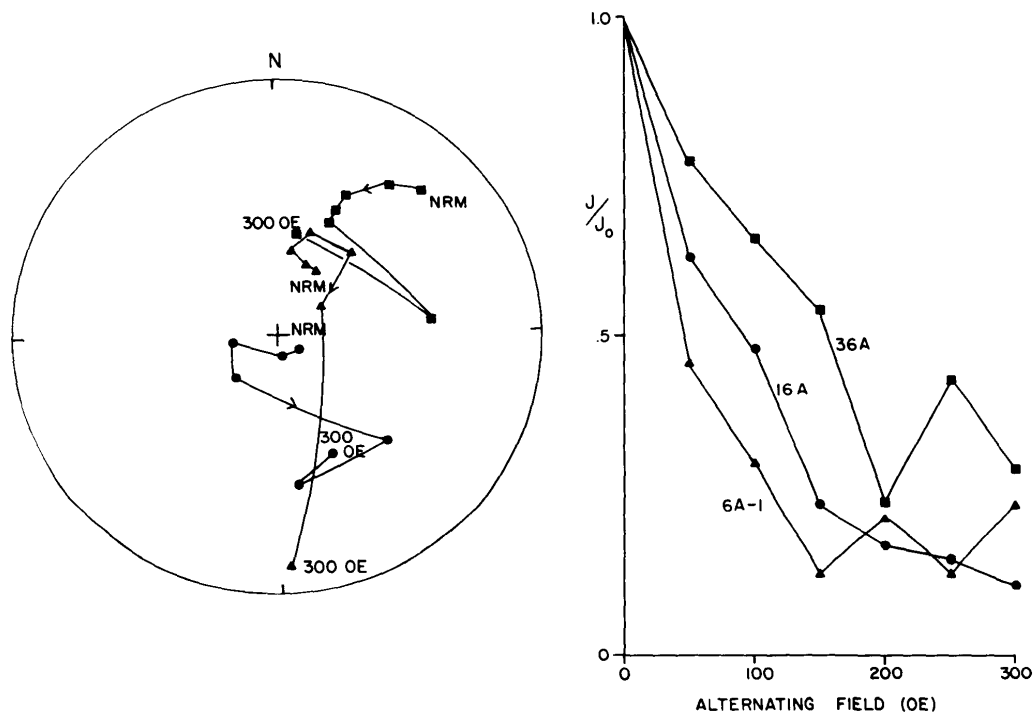 N
NRM
300 OE
NRM
NRM
300
OE
300 OE
1.0
J/J₀
.5
0
36A
16A
6A-1
0
100
200
300
ALTERNATING FIELD (OE)